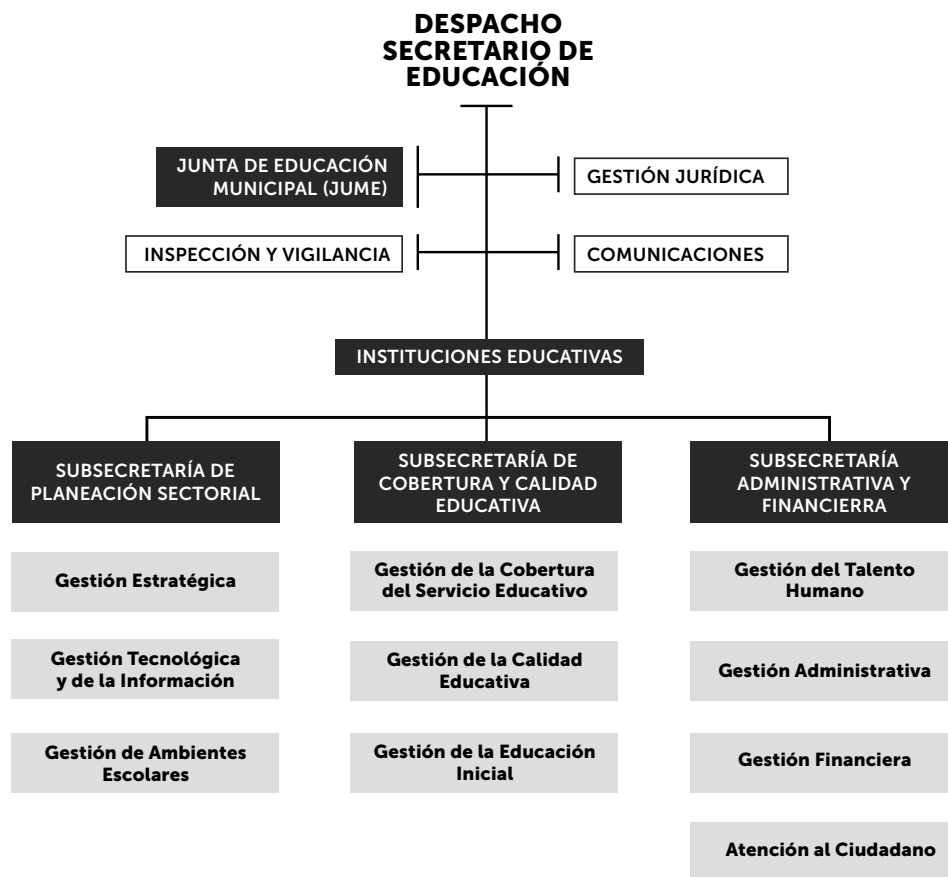 DESPACHO
SECRETARIO DE
EDUCACIÓN
JUNTA DE EDUCACIÓN
MUNICIPAL (JUME)
GESTIÓN JURÍDICA
INSPECCIÓN Y VIGILANCIA
COMUNICACIONES
INSTITUCIONES EDUCATIVAS
SUBSECRETARÍA DE
PLANEACIÓN SECTORIAL
SUBSECRETARÍA DE
COBERTURA Y CALIDAD
EDUCATIVA
SUBSECRETARÍA
ADMINISTRATIVA Y
FINANCIERRA
Gestión Estratégica
Gestión de la Cobertura
del Servicio Educativo
Gestión del Talento
Humano
Gestión Tecnológica
y de la Información
Gestión de la Calidad
Educativa
Gestión Administrativa
Gestión de Ambientes
Escolares
Gestión de la Educación
Inicial
Gestión Financiera
Atención al Ciudadano